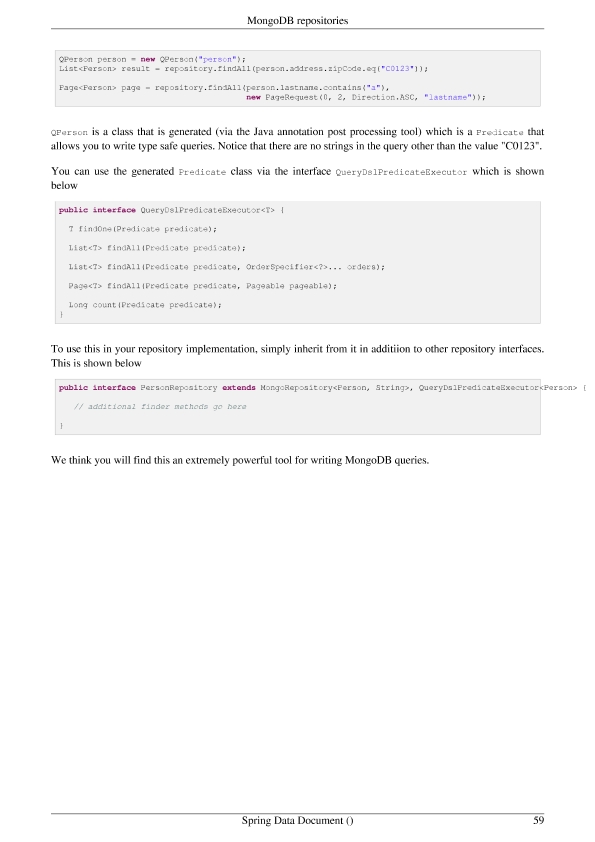 MongoDB repositories
QPerson person = new QPerson("person");
List<Person> result = repository.findAll(person.address.zipCode.eq("C0123"));
Page<Person> page = repository.findAll(person.lastname.contains("a"),
new PageRequest(0, 2, Direction.ASC, "lastname"));
QPerson is a class that is generated (via the Java annotation post processing tool) which is a Predicate that
allows you to write type safe queries. Notice that there are no strings in the query other than the value "C0123".
You can use the generated Predicate class via the interface QueryDslPredicateExecutor which is shown
below
public interface QueryDslPredicateExecutor<T> {
T findOne(Predicate predicate);
List<T> findAll(Predicate predicate);
List<T> findAll(Predicate predicate, OrderSpecifier<?>... orders);
Page<T> findAll(Predicate predicate, Pageable pageable);
Long count(Predicate predicate);
}
To use this in your repository implementation, simply inherit from it in additiion to other repository interfaces.
This is shown below
public interface PersonRepository extends MongoRepository<Person, String>, QueryDslPredicateExecutor<Person> {
// additional finder methods go here
}
We think you will find this an extremely powerful tool for writing MongoDB queries.
Spring Data Document () 59